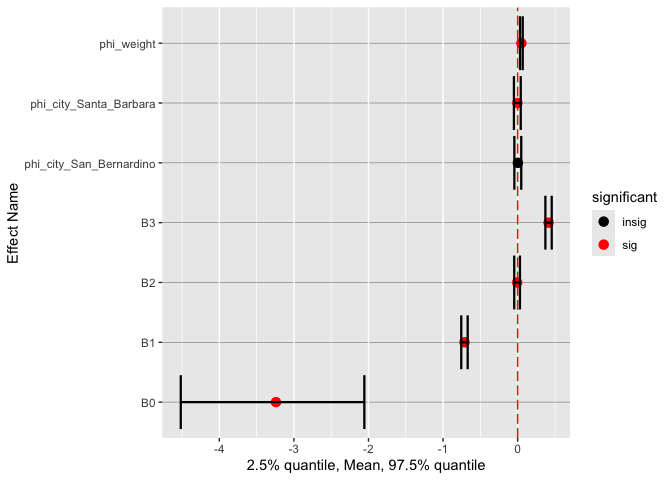 phi_weight
phi_city_Santa_Barbara
phi_city_San_Bernardino
B3
B2
B1
B0
Effect Name
-4 -3 -2 -1 0
2.5% quantile, Mean, 97.5% quantile
significant
insig
sig